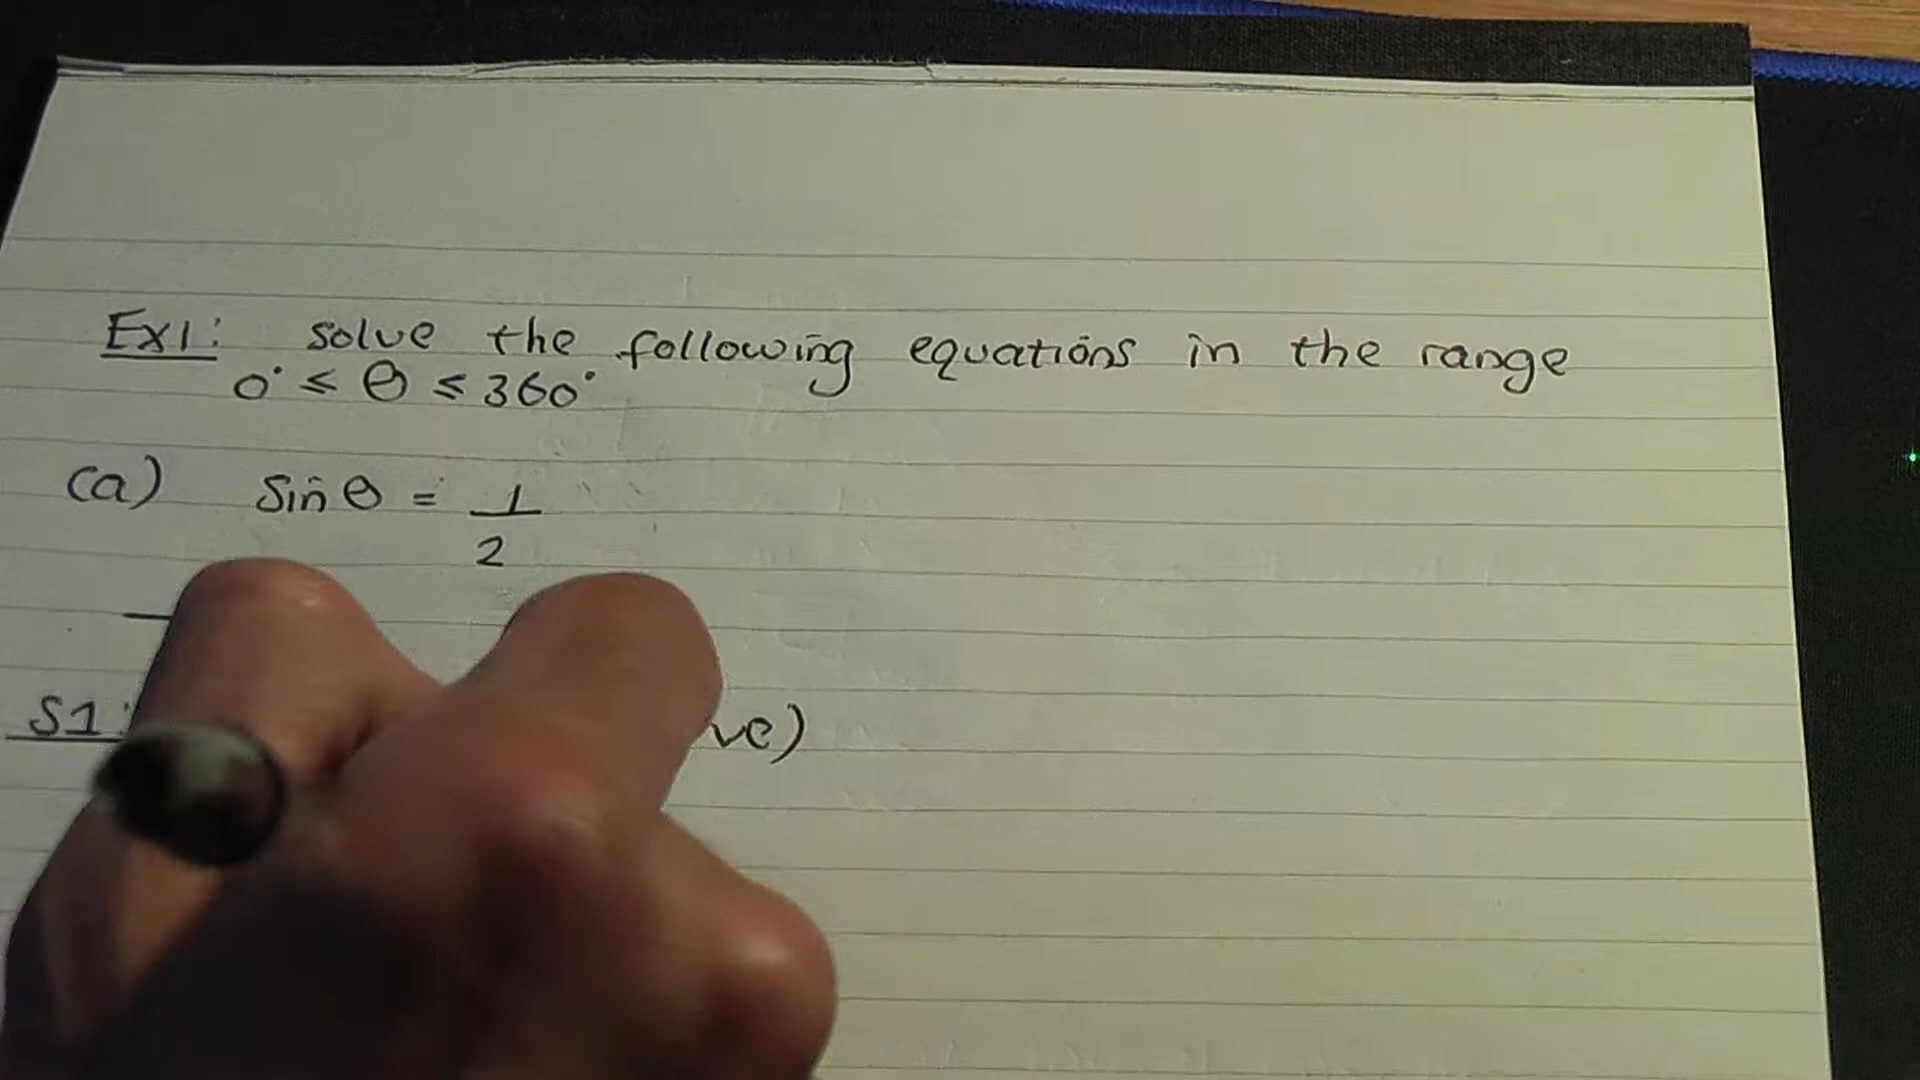 Ex1: solve the following equations in the range
0° ≤ θ ≤ 360°
(a) sin θ = 1/2
S1: ve)